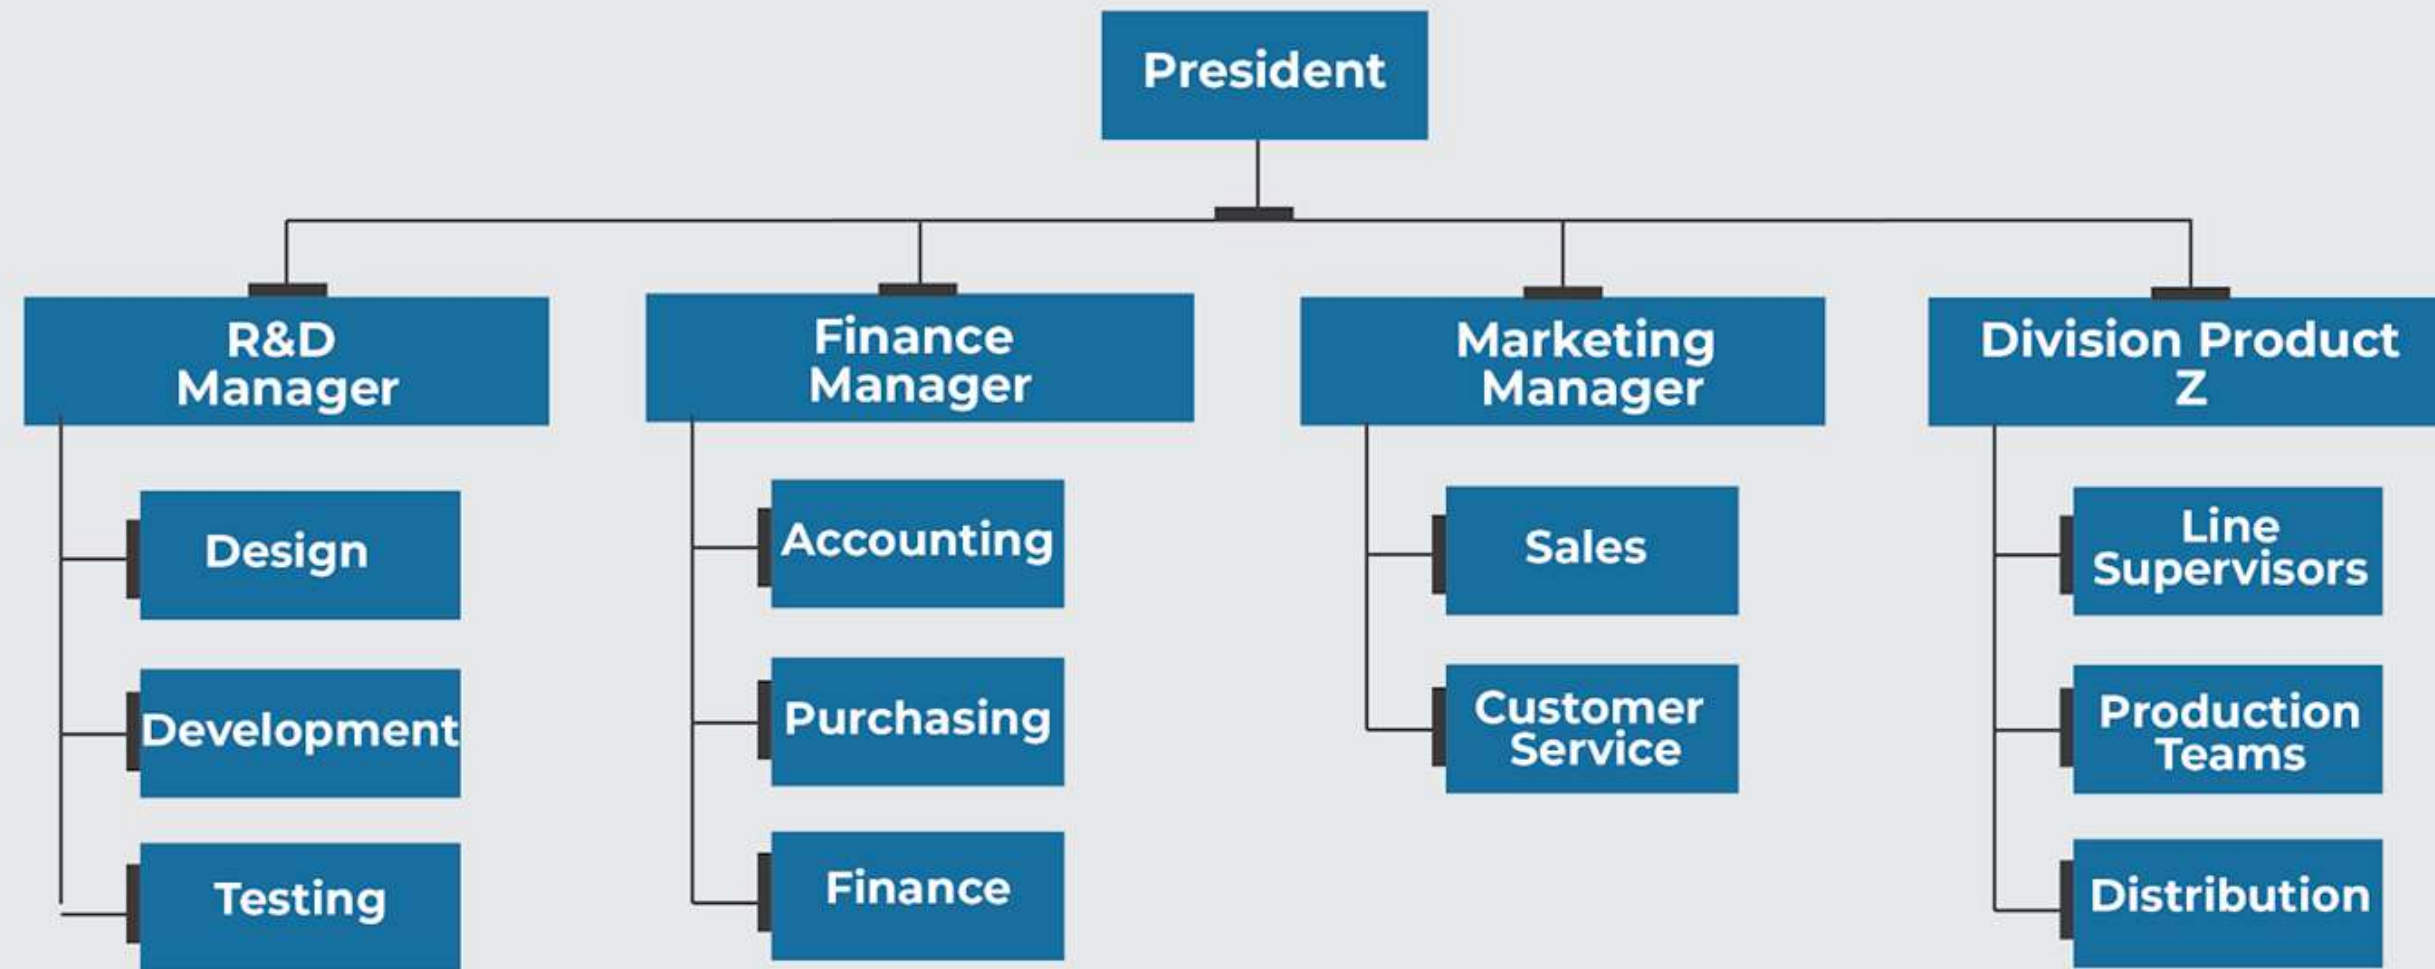 President
R&D
Manager
Finance
Manager
Marketing
Manager
Division Product
Z
Design
Development
Testing
Accounting
Purchasing
Finance
Sales
Customer
Service
Line
Supervisors
Production
Teams
Distribution